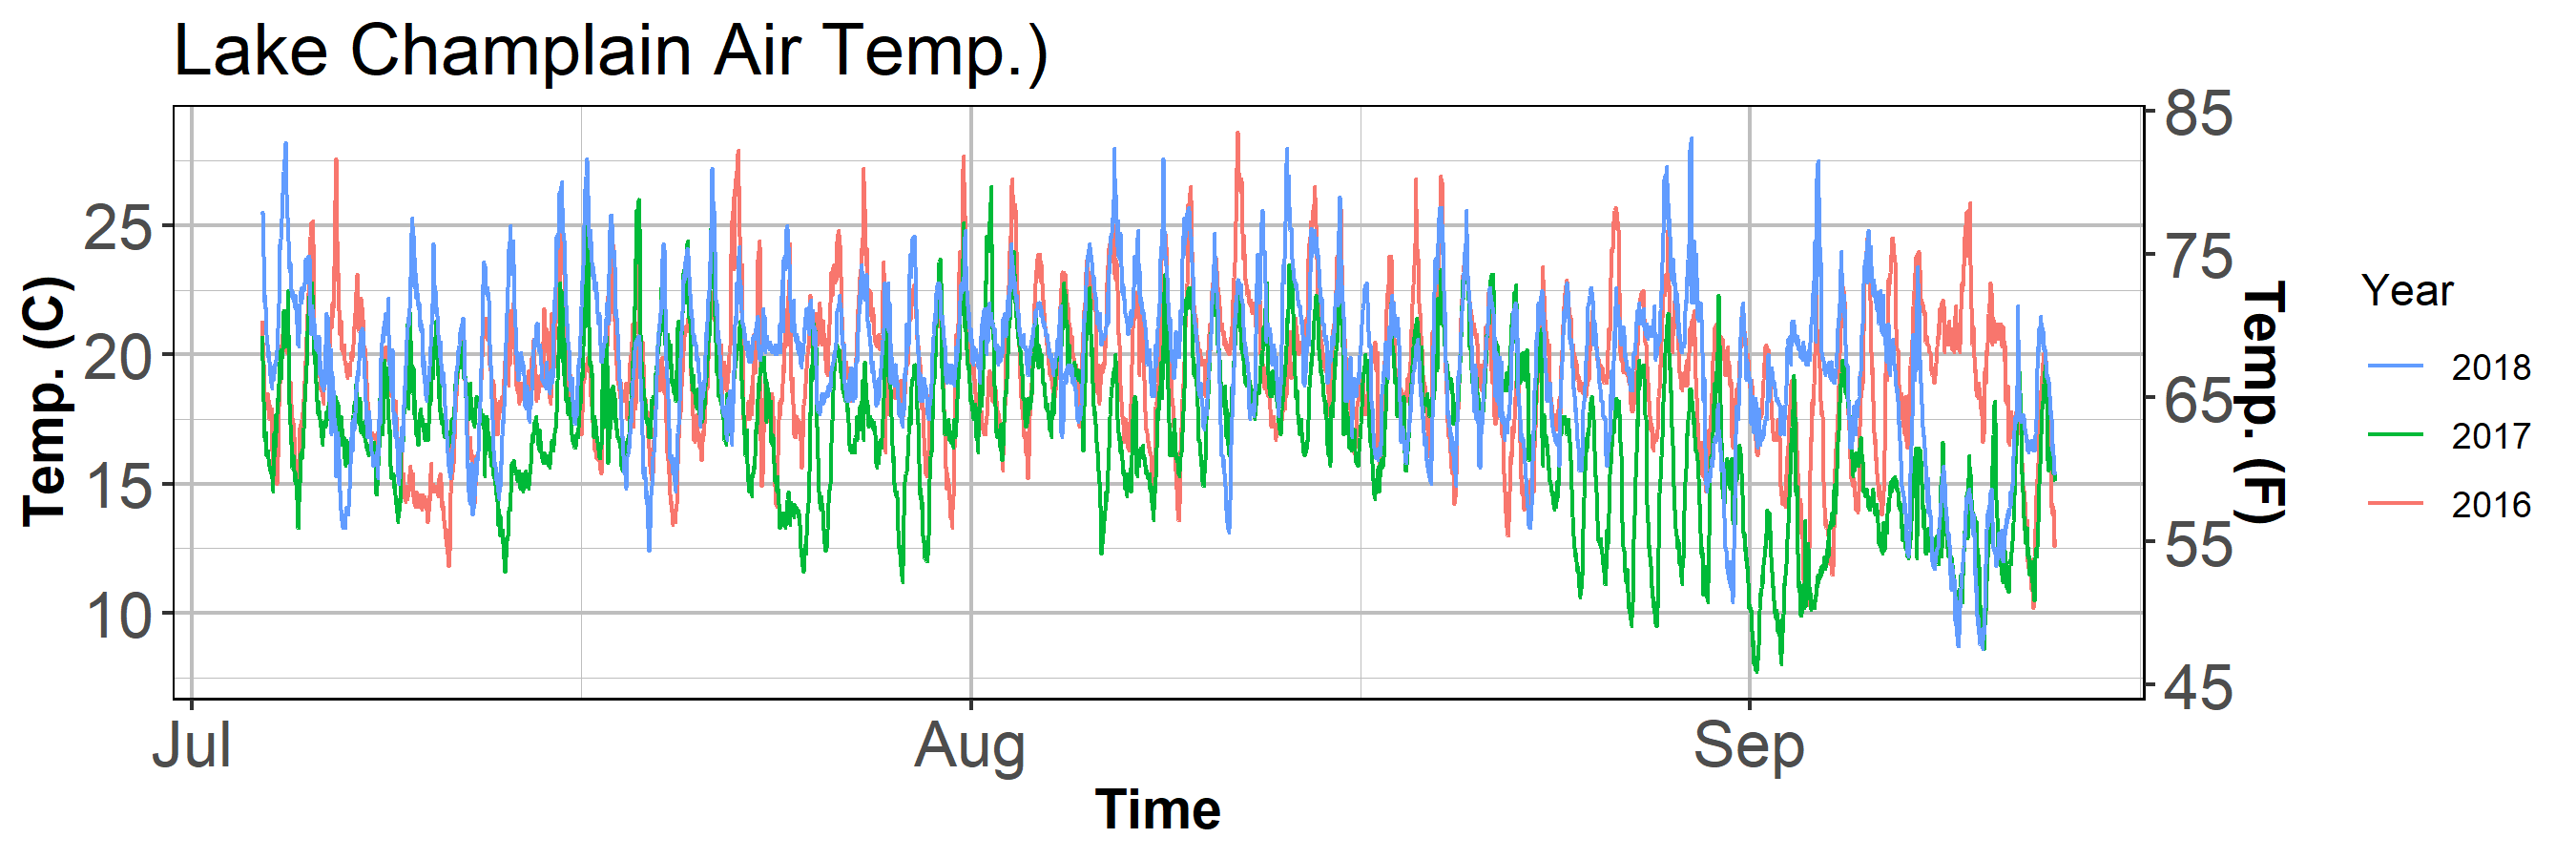 Lake Champlain Air Temp.)
Temp. (C)
25
20
15
10
85
75
65
55
45
Temp. (F)
Jul
Aug
Sep
Time
Year
2018
2017
2016